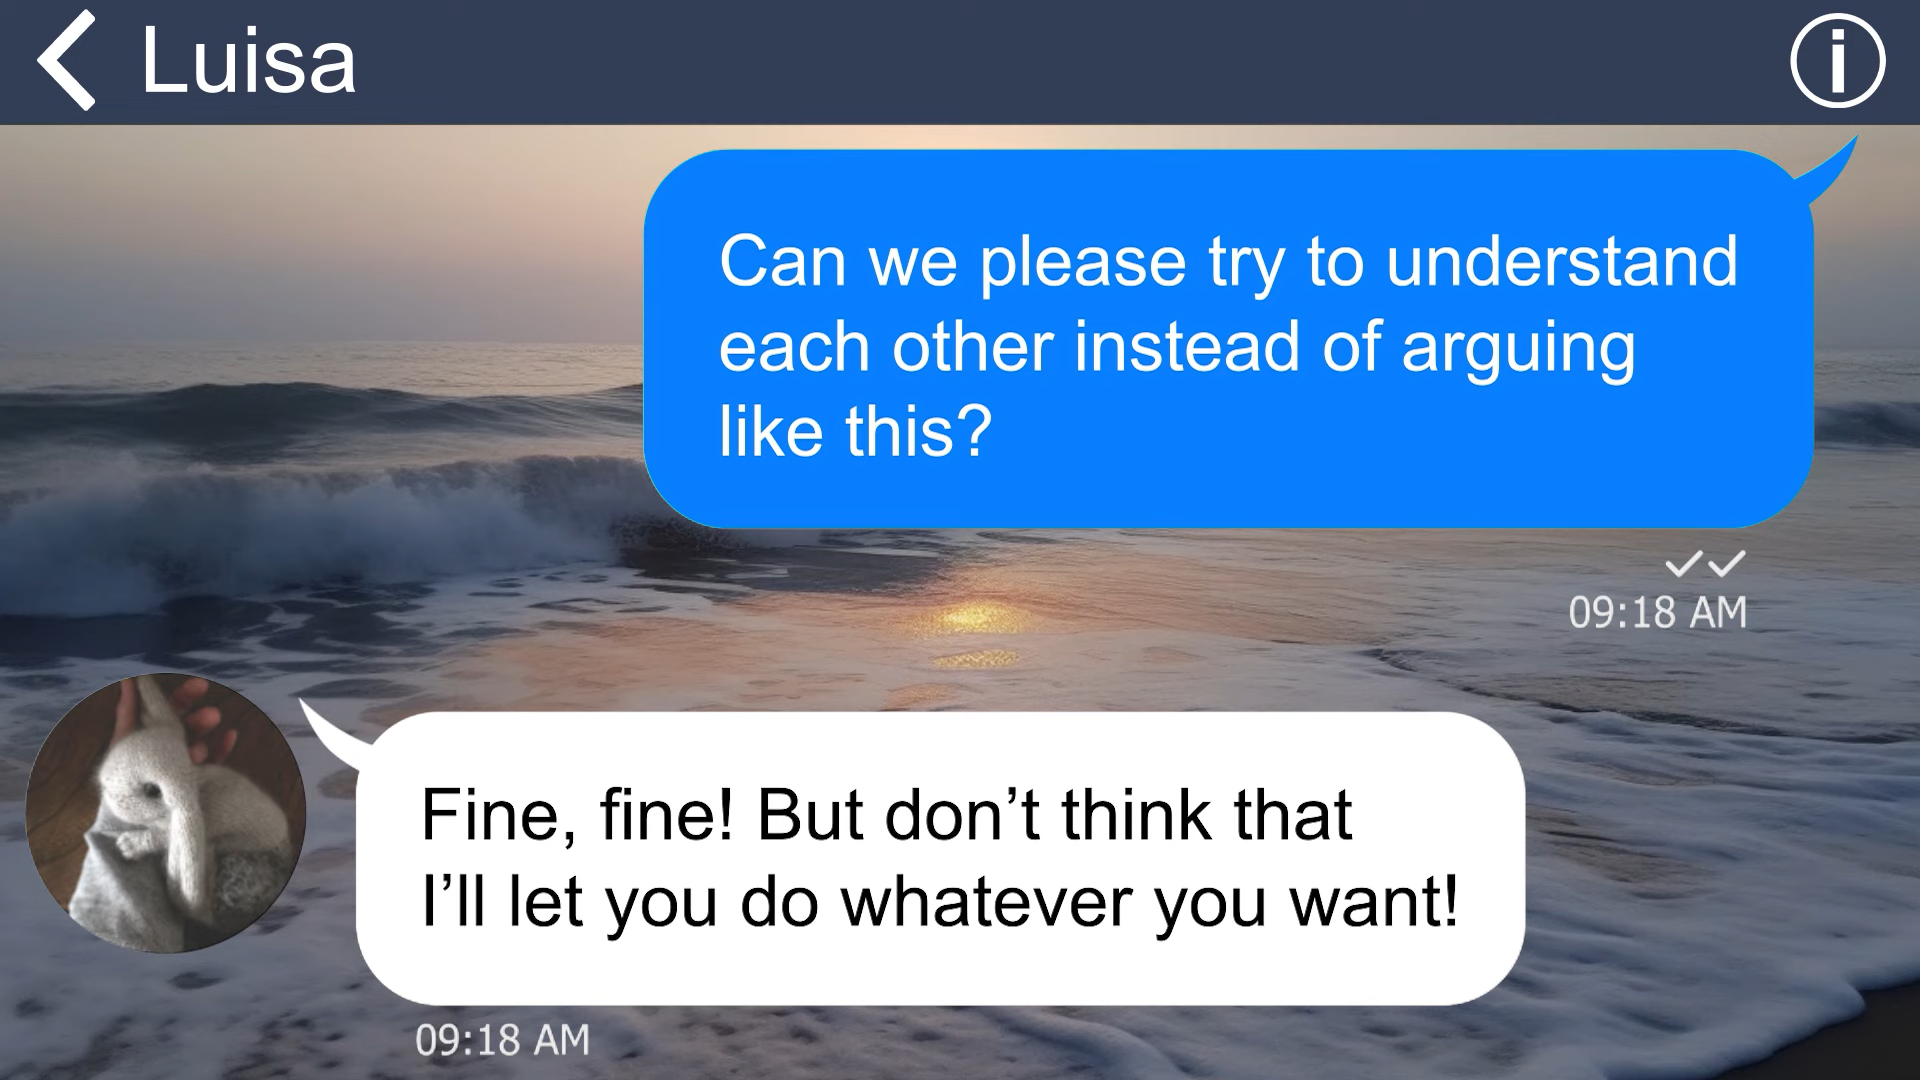 Luisa
Can we please try to understand
each other instead of arguing
like this?
09:18 AM
Fine, fine! But don’t think that
I’ll let you do whatever you want!
09:18 AM